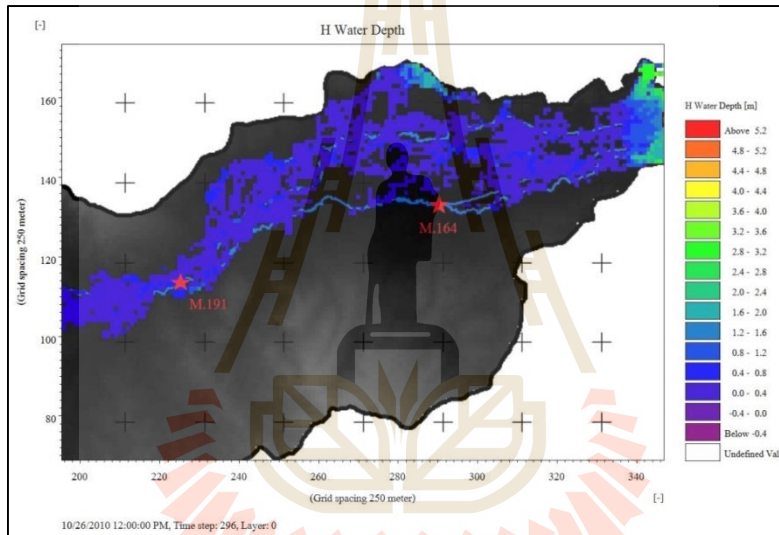 [-]
H Water Depth
160
140
120
100
80
(Grid spacing 250 meter)
M.164
M.191
200 220 240 260 280 300 320 340
(Grid spacing 250 meter)
[-]
H Water Depth [m]
Above 5.2
4.8 - 5.2
4.4 - 4.8
4.0 - 4.4
3.6 - 4.0
3.2 - 3.6
2.8 - 3.2
2.4 - 2.8
2.0 - 2.4
1.6 - 2.0
1.2 - 1.6
0.8 - 1.2
0.4 - 0.8
0.0 - 0.4
-0.4 - 0.0
Below -0.4
Undefined Val
10/26/2010 12:00:00 PM, Time step: 296, Layer: 0